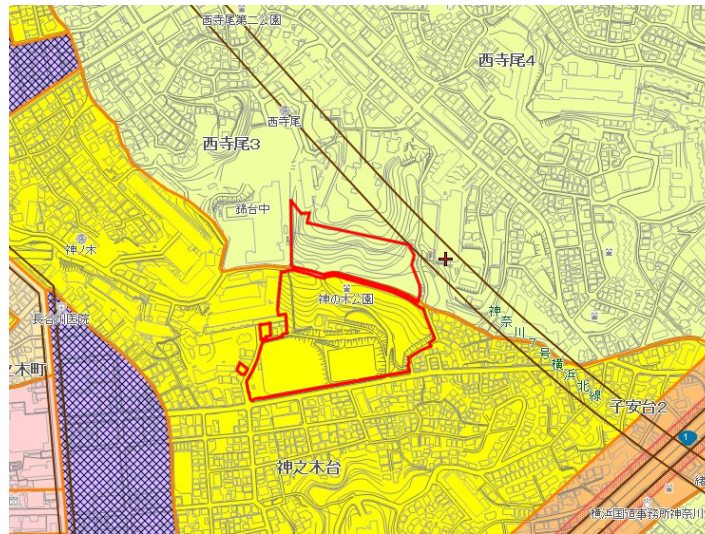 西寺尾第二公園
西寺尾4
西寺尾
西寺尾3
錦台中
神ノ木
神の木公園
長谷川医院
之木町
神奈川7号横浜北線
子安台2
1
神之木台
緒
横浜国道事務所神奈川